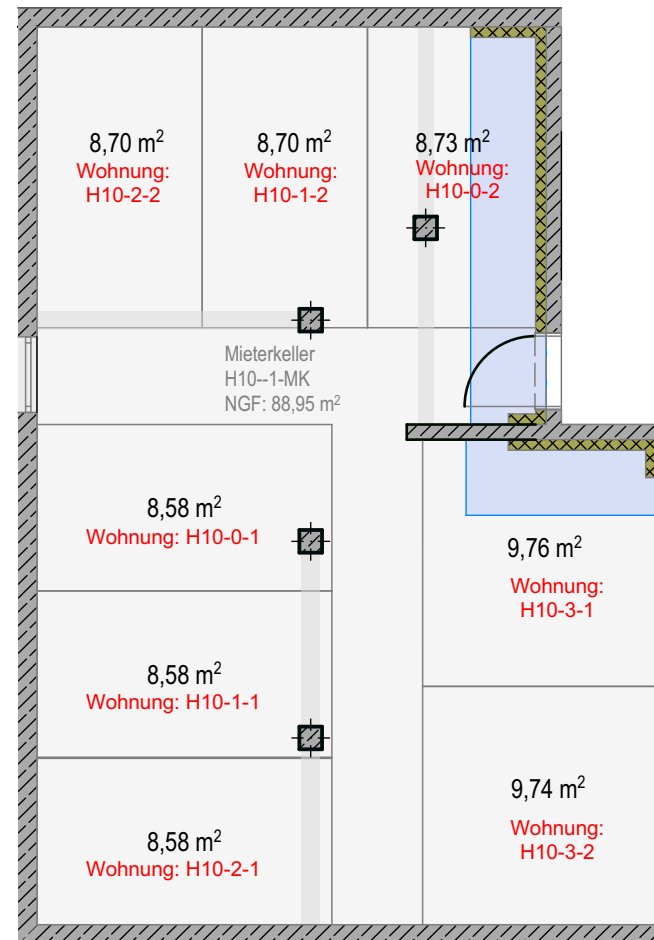 8,70 m²
Wohnung:
H10-2-2
8,70 m²
Wohnung:
H10-1-2
8,73 m²
Wohnung:
H10-0-2
Mieterkeller
H10--1-MK
NGF: 88,95 m²
8,58 m²
Wohnung: H10-0-1
9,76 m²
Wohnung:
H10-3-1
8,58 m²
Wohnung: H10-1-1
9,74 m²
Wohnung:
H10-3-2
8,58 m²
Wohnung: H10-2-1